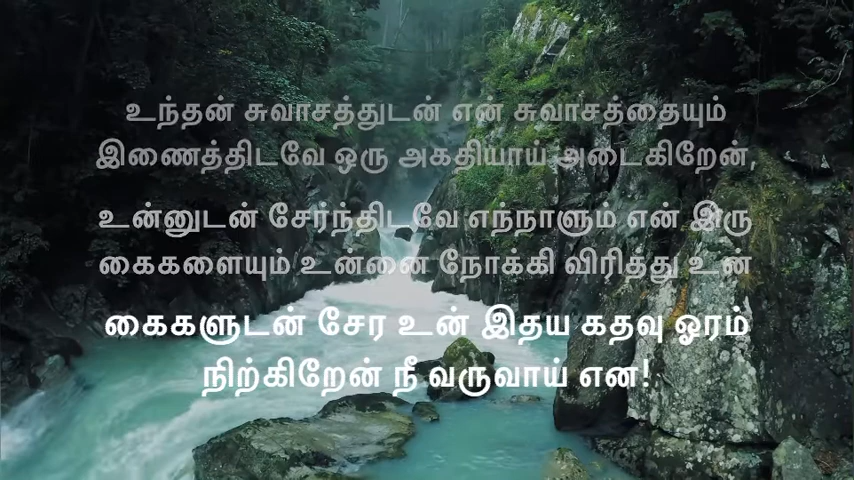 உந்தன் சுவாசத்துடன் என் சுவாசத்தையும்
இணைத்திடவே ஒரு அகதியாய் அடைகிறேன்,
உன்னுடன் சேர்ந்திடவே எந்நாளும் என் இரு
கைகளையும் உன்னை நோக்கி விரித்து உன்
கைகளுடன் சேர உன் இதய கதவு ஓரம்
நிற்கிறேன் நீ வருவாய் என!